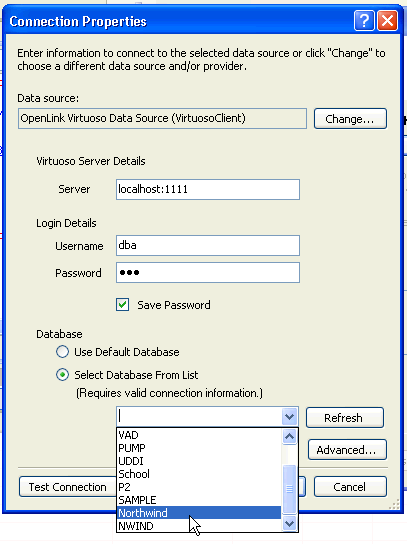 Connection Properties
Enter information to connect to the selected data source or click "Change" to
choose a different data source and/or provider.
Data source:
OpenLink Virtuoso Data Source (VirtuosoClient)
Change...
Virtuoso Server Details
Server
localhost:1111
Login Details
Username
dba
Password
●●●
Save Password
Database
Use Default Database
Select Database From List
(Requires valid connection information.)
Refresh
VAD
PUMP
UDDI
School
P2
SAMPLE
Northwind
NWIND
Advanced...
Test Connection
Cancel